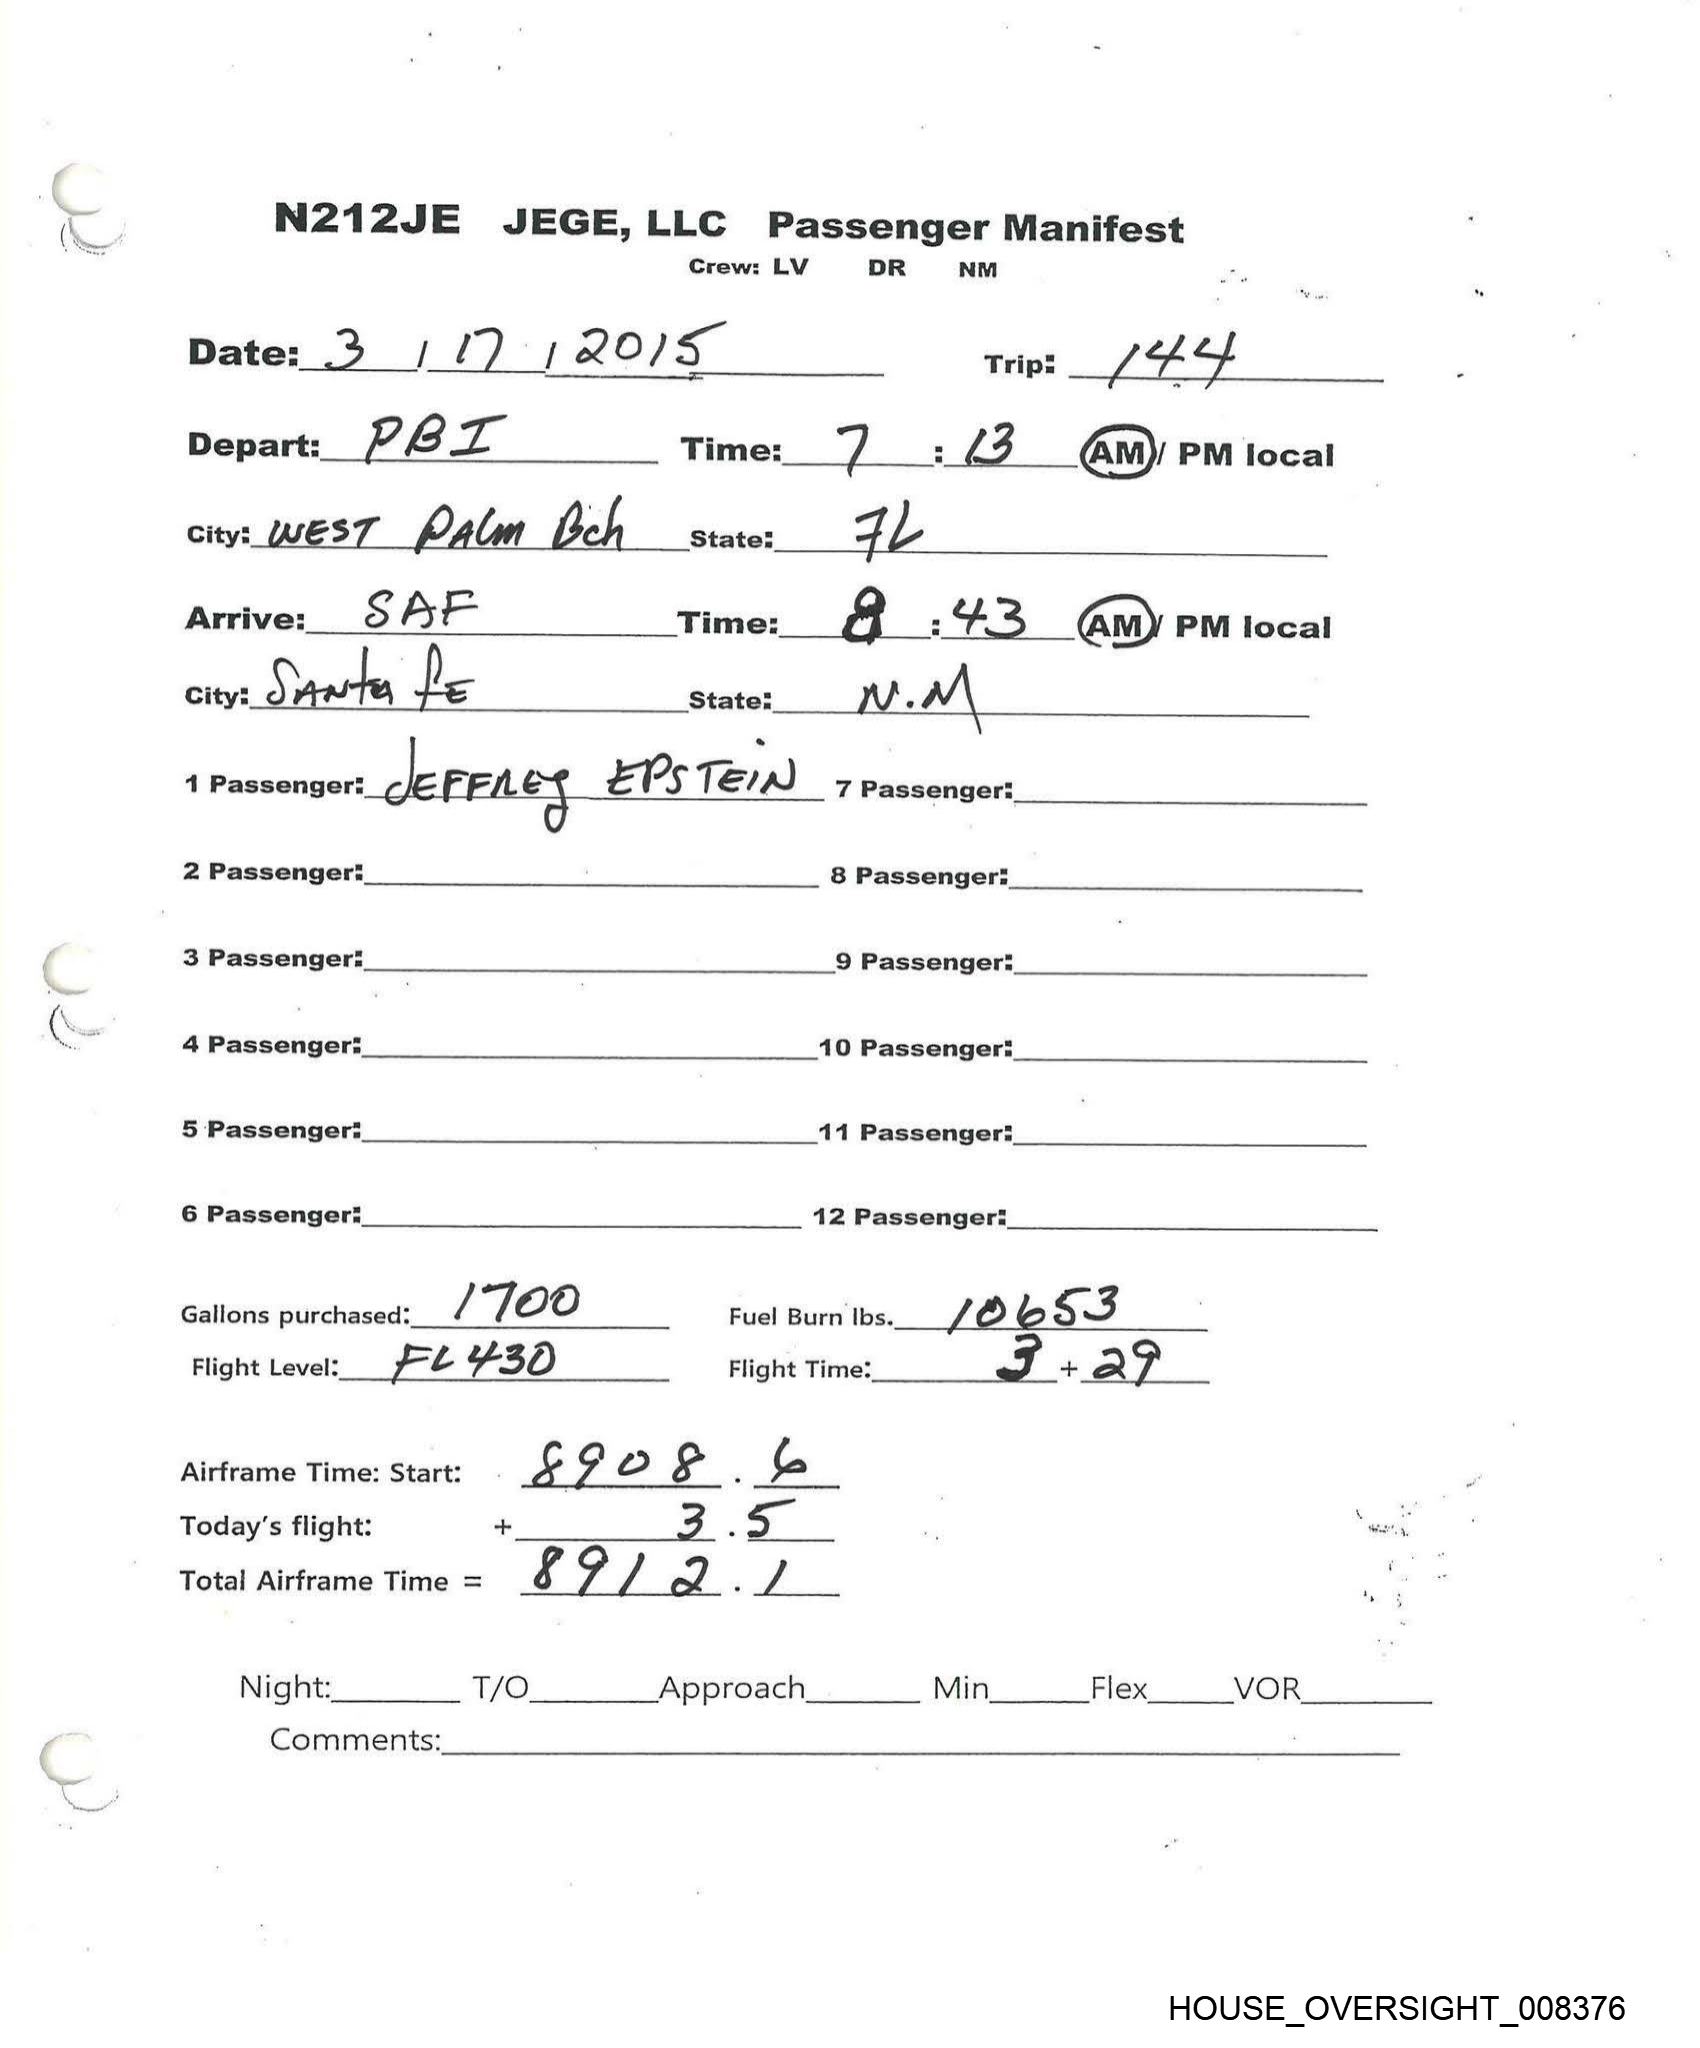 N212JE JEGE, LLC Passenger Manifest
Crew: LV DR NM
Date: 3 / 17 / 2015 Trip: 144
Depart: PBI Time: 7 : 13 AM / PM local
City: WEST PALM Bch State: FL
Arrive: SAF Time: 8 : 43 AM / PM local
City: SANTA FE State: N.M
1 Passenger: JEFFREY EPSTEIN 7 Passenger:
2 Passenger: 8 Passenger:
3 Passenger: 9 Passenger:
4 Passenger: 10 Passenger:
5 Passenger: 11 Passenger:
6 Passenger: 12 Passenger:
Gallons purchased: 1700 Fuel Burn lbs. 10653
Flight Level: FL430 Flight Time: 3 + 29
Airframe Time: Start: 8908 . 6
Today's flight: + 3 . 5
Total Airframe Time = 8912 . 1
Night: T/O Approach Min Flex VOR
Comments:
HOUSE_OVERSIGHT_008376